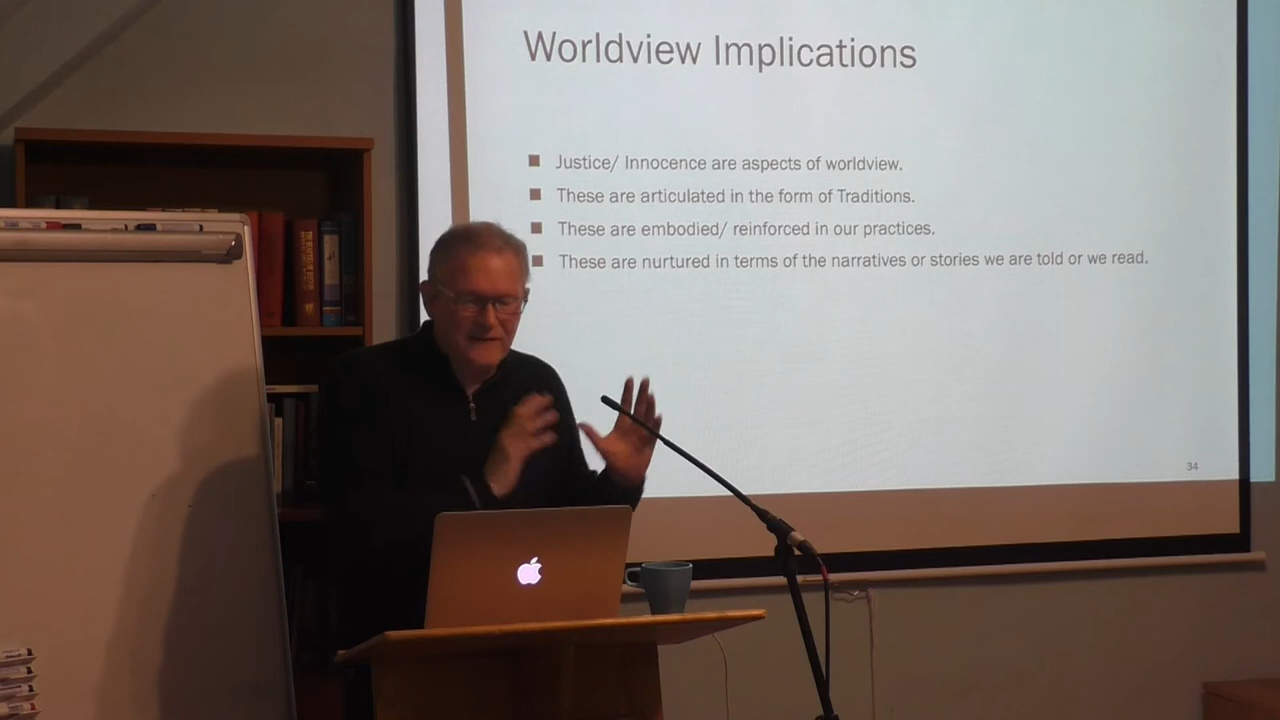 Worldview Implications
Justice/ Innocence are aspects of worldview.
These are articulated in the form of Traditions.
These are embodied/ reinforced in our practices.
These are nurtured in terms of the narratives or stories we are told or we read.
34